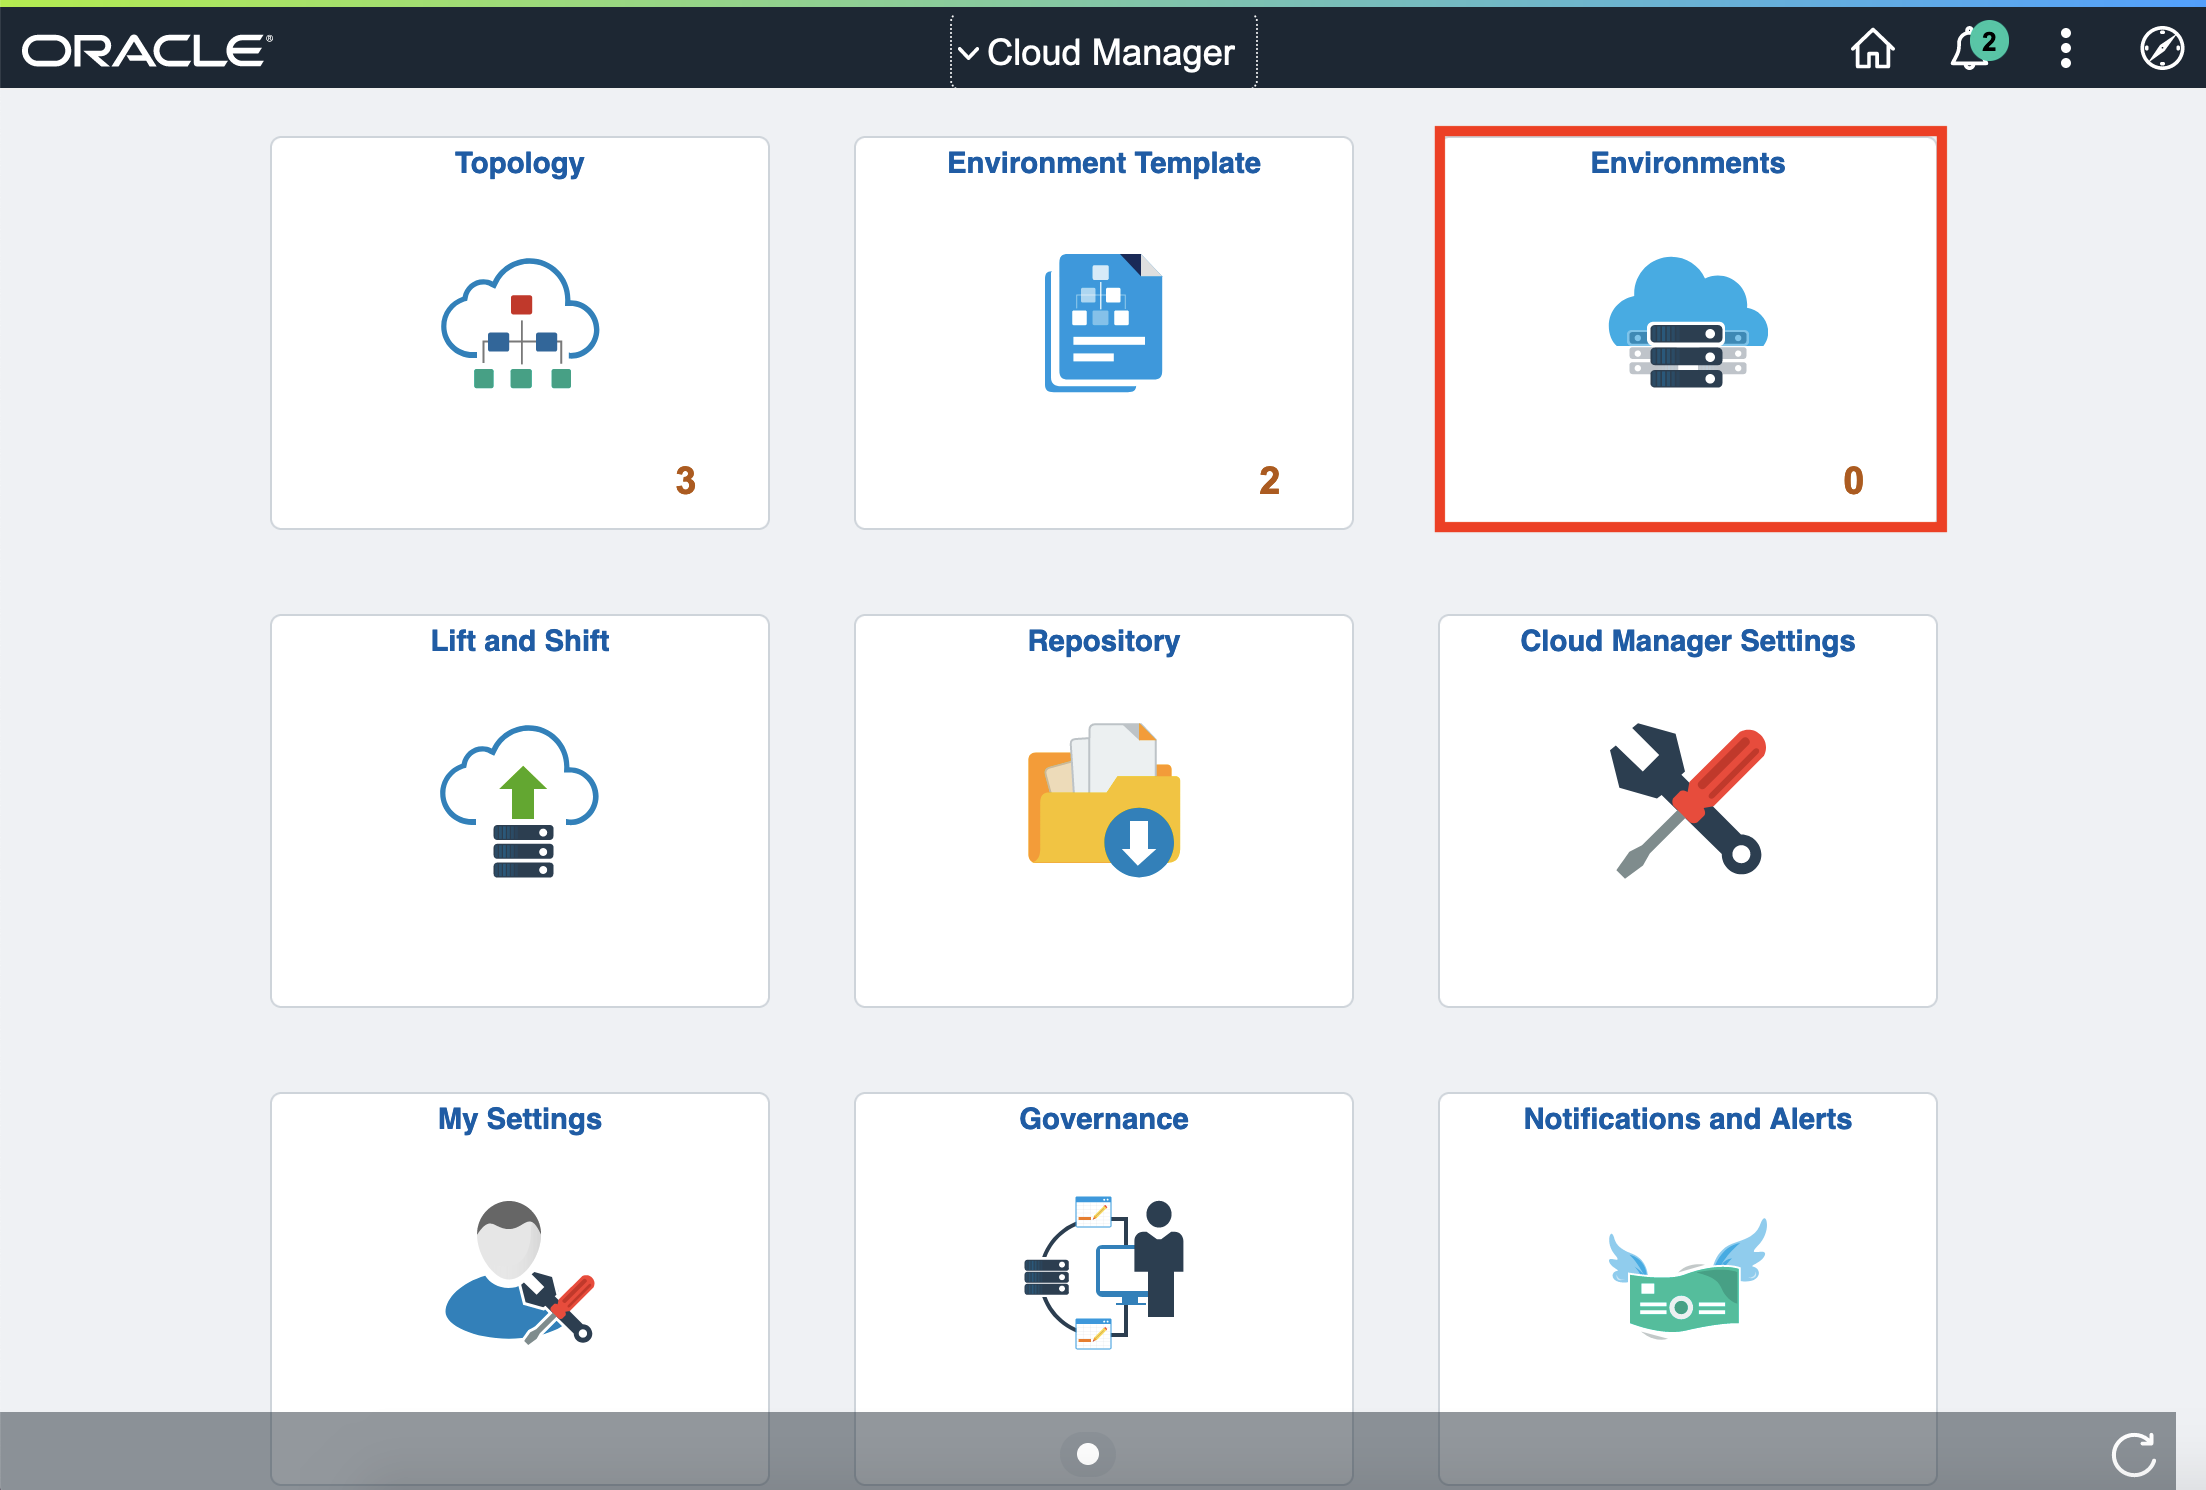 ORACLE®
Cloud Manager
2
Topology
3
Environment Template
2
Environments
0
Lift and Shift
Repository
Cloud Manager Settings
My Settings
Governance
Notifications and Alerts